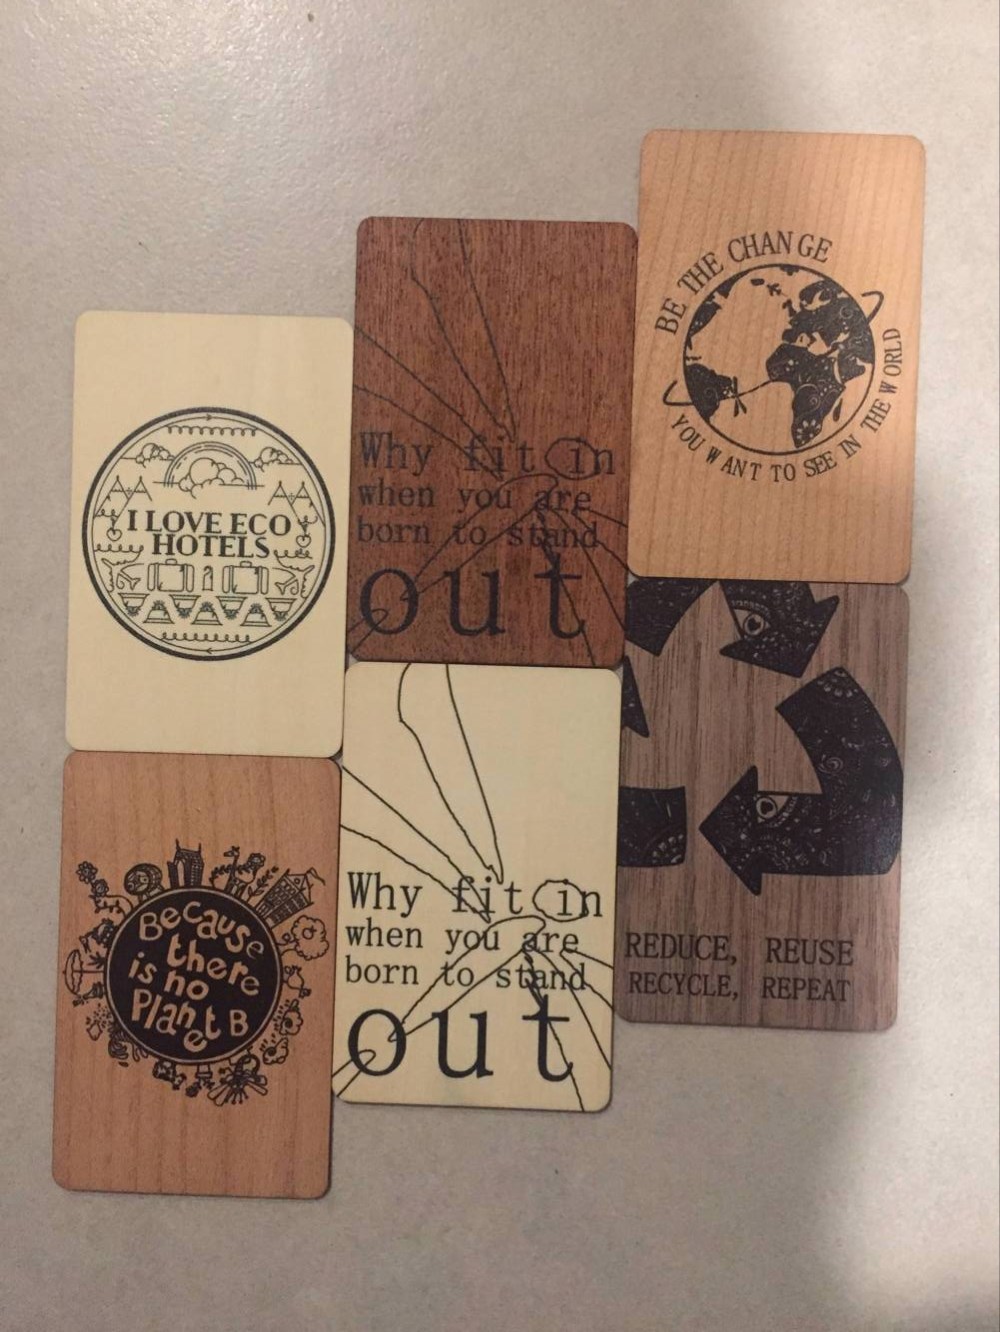 I LOVE ECO
HOTELS
Why fit in
when you are
born to stand
out
BE THE CHANGE
YOU WANT TO SEE IN THE WORLD
Because
there
is no
Planet B
Why fit in
when you are
born to stand
out
REDUCE, REUSE
RECYCLE, REPEAT